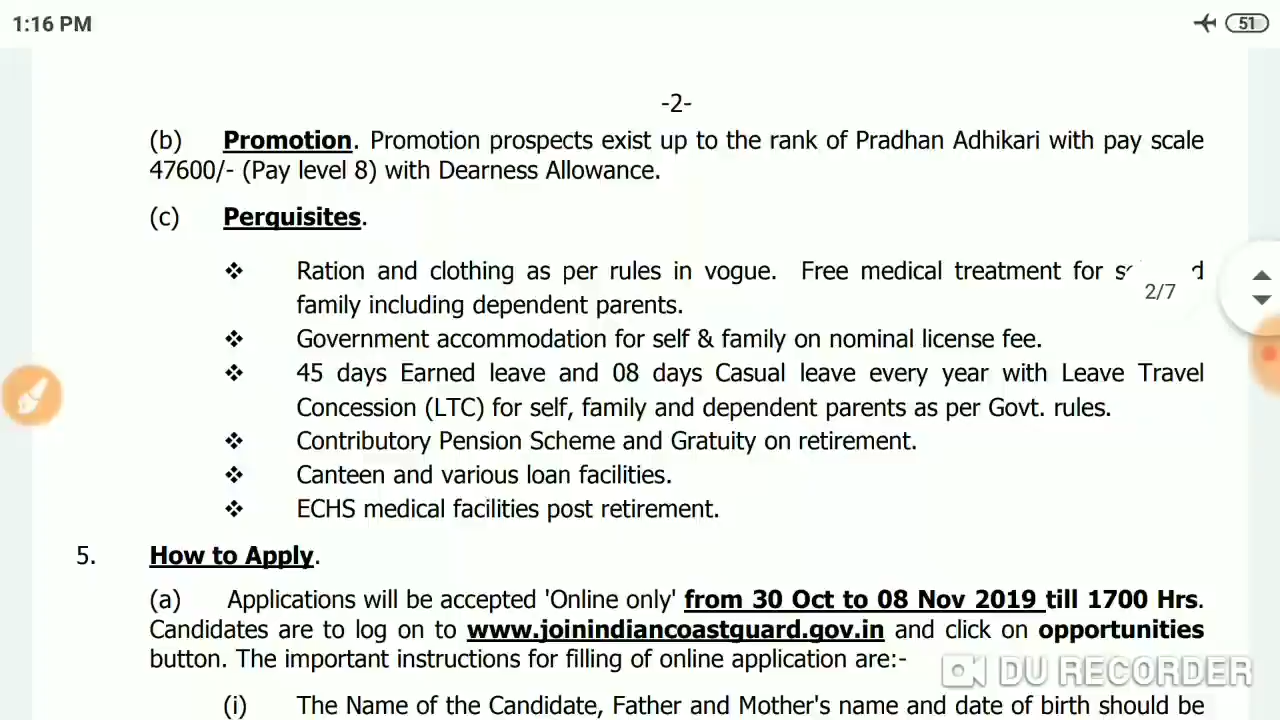 1:16 PM
51
-2-
(b) Promotion. Promotion prospects exist up to the rank of Pradhan Adhikari with pay scale
47600/- (Pay level 8) with Dearness Allowance.
(c) Perquisites.
❖ Ration and clothing as per rules in vogue. Free medical treatment for
2/7
family including dependent parents.
❖ Government accommodation for self & family on nominal license fee.
❖ 45 days Earned leave and 08 days Casual leave every year with Leave Travel
Concession (LTC) for self, family and dependent parents as per Govt. rules.
❖ Contributory Pension Scheme and Gratuity on retirement.
❖ Canteen and various loan facilities.
❖ ECHS medical facilities post retirement.
5. How to Apply.
(a) Applications will be accepted 'Online only' from 30 Oct to 08 Nov 2019 till 1700 Hrs.
Candidates are to log on to www.joinindiancoastguard.gov.in and click on opportunities
button. The important instructions for filling of online application are:-
DU RECORDER
(i) The Name of the Candidate, Father and Mother's name and date of birth should be